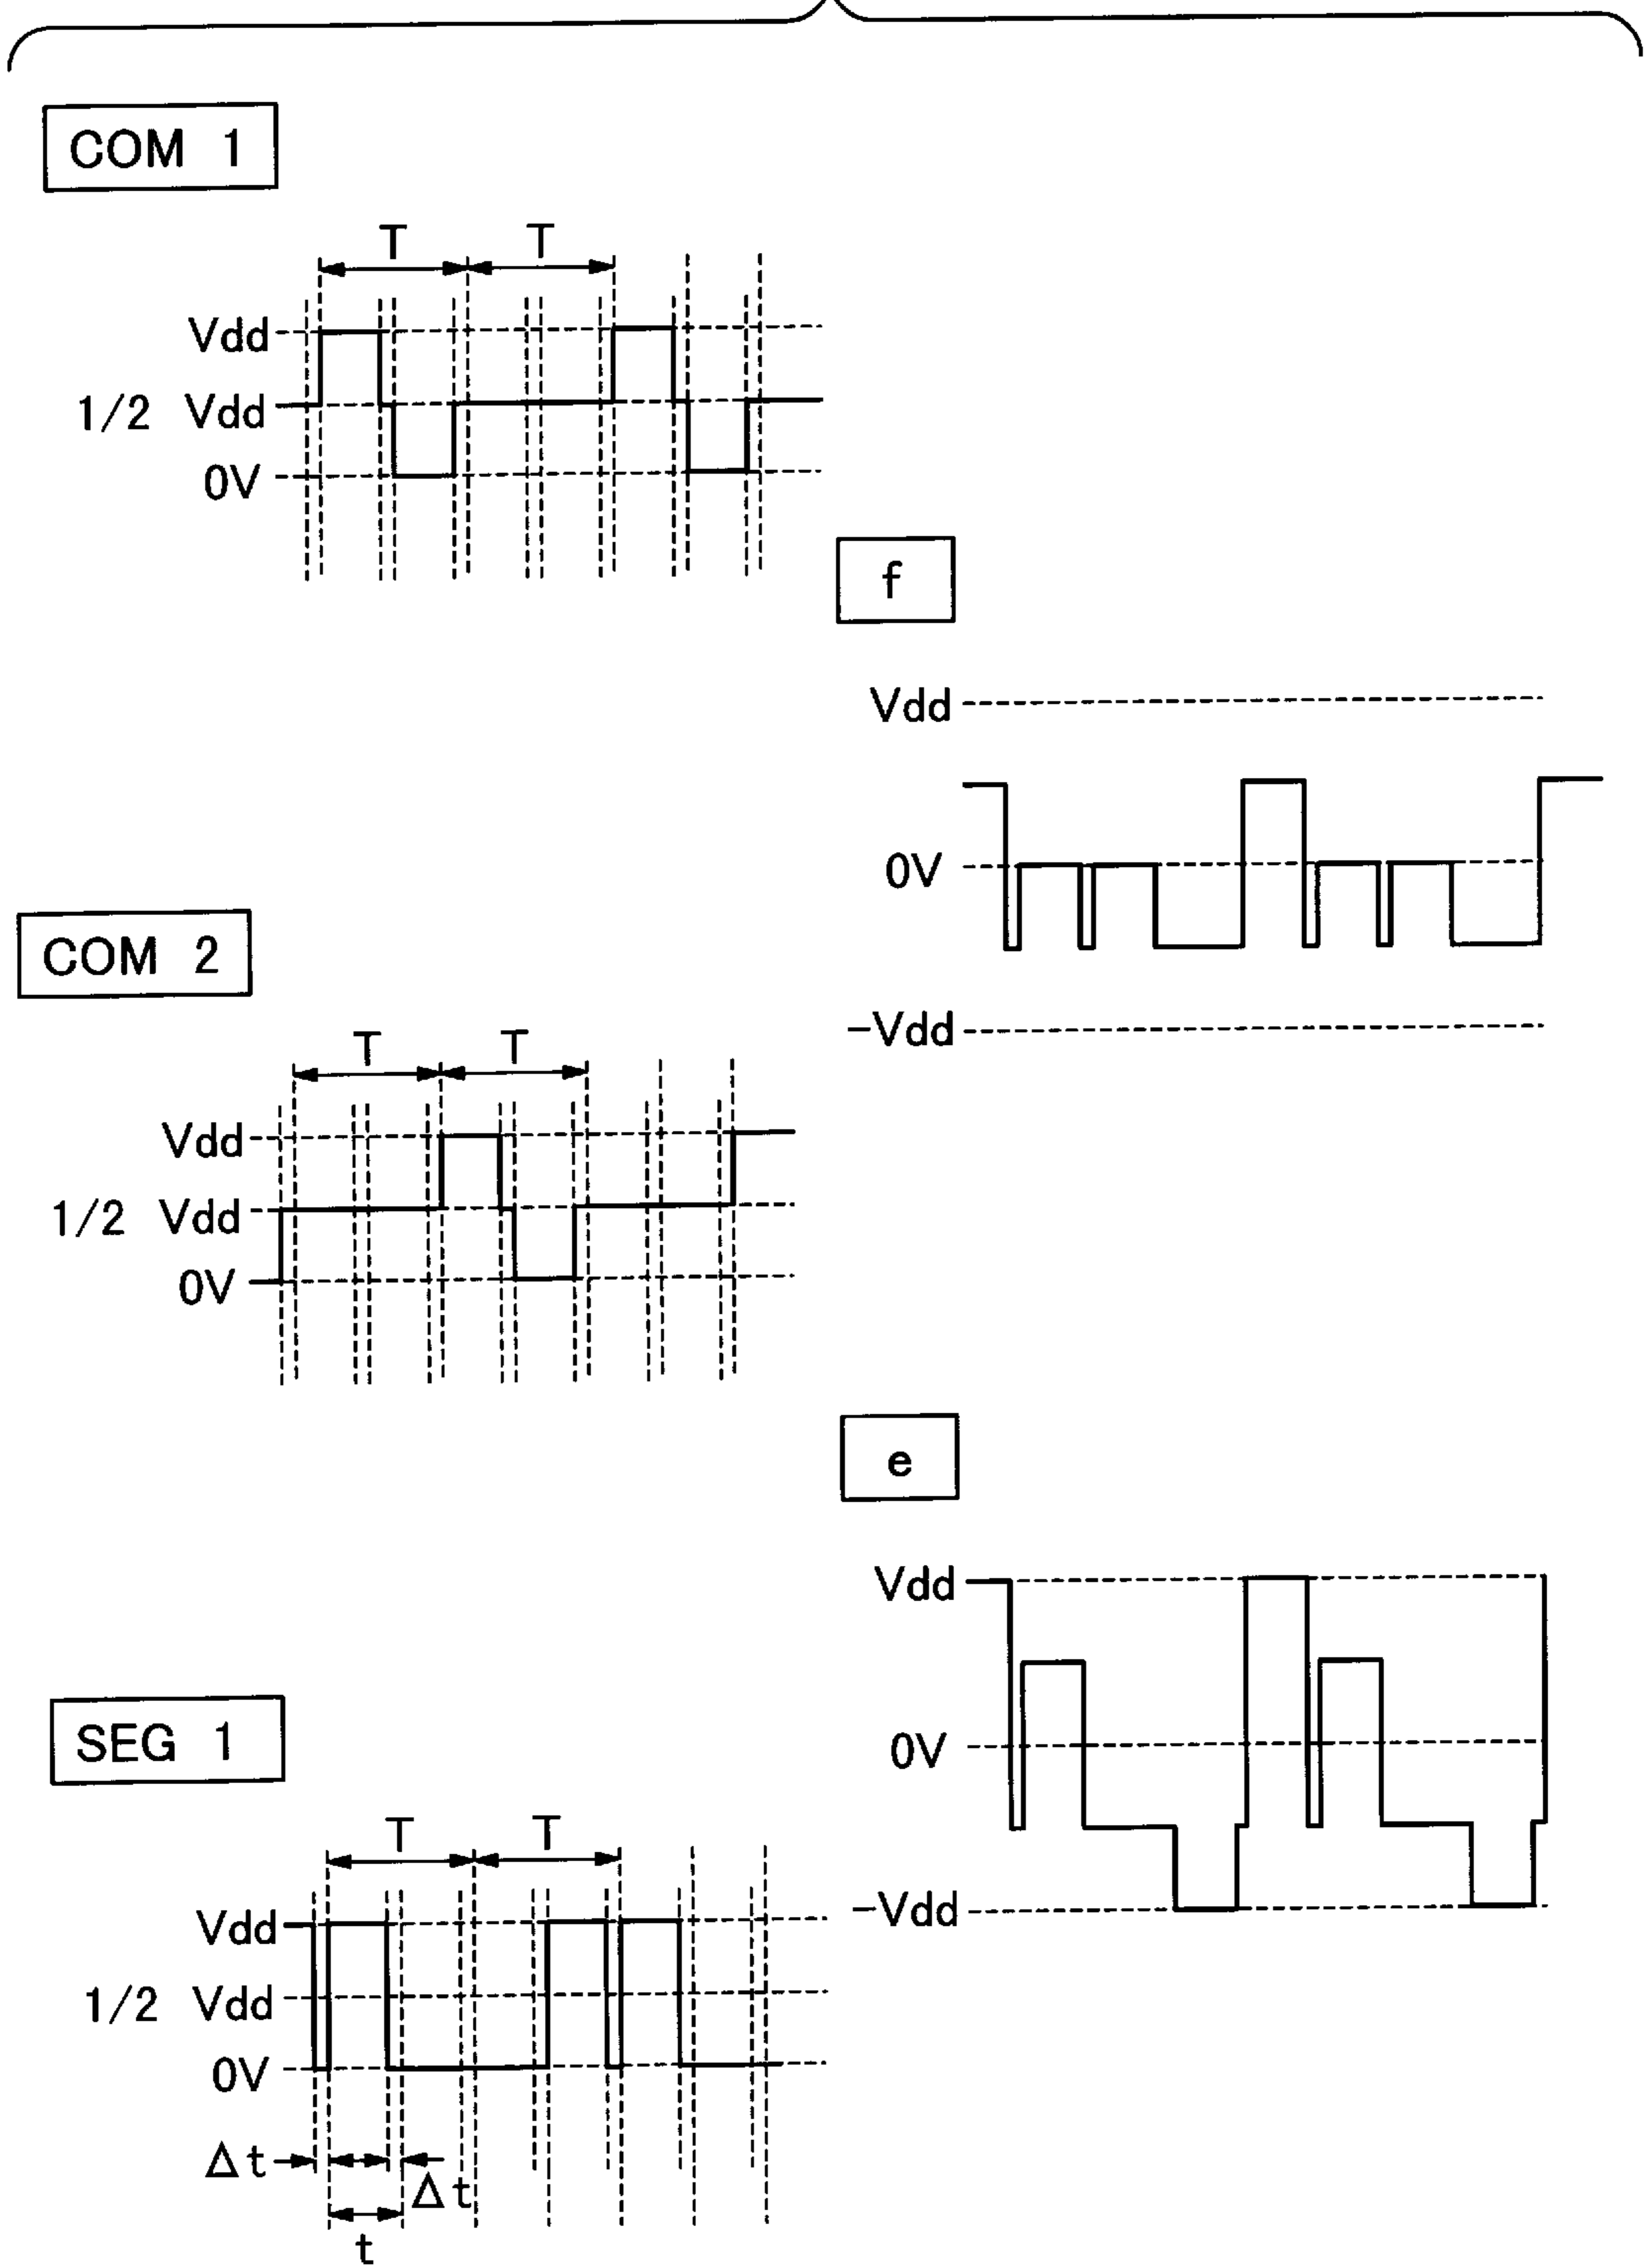 COM 1
T T
Vdd
1/2 Vdd
0V
f
Vdd
0V
-Vdd
COM 2
T T
Vdd
1/2 Vdd
0V
e
Vdd
0V
-Vdd
SEG 1
T T
Vdd
1/2 Vdd
0V
Δt
Δt
t